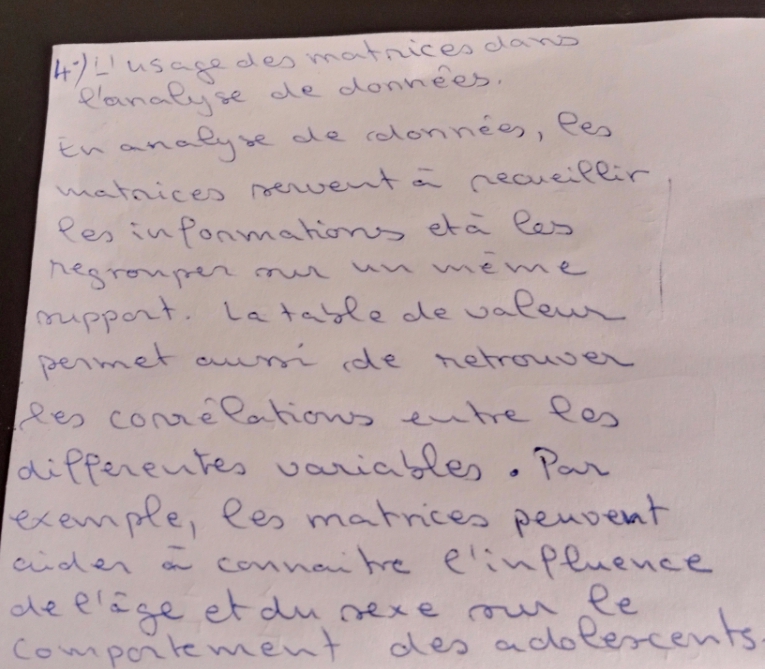 4°) L'usage des matrices dans
l'analyse de données.
En analyse de données, les
matrices servent à recueillir
les informations et à les
regrouper sur un même
support. La table de valeur
permet aussi de retrouver
les corrélations entre les
differentes variables. Par
exemple, les matrices peuvent
aider à connaitre l'influence
de l'âge et du sexe sur le
comportement des adolescents.